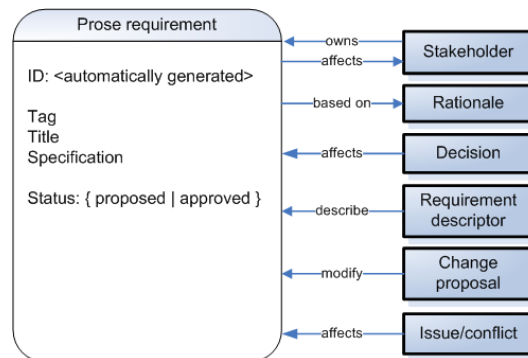 Prose requirement
ID: <automatically generated>
Tag
Title
Specification
Status: { proposed | approved }
owns
affects
Stakeholder
based on
Rationale
affects
Decision
describe
Requirement
descriptor
modify
Change
proposal
affects
Issue/conflict